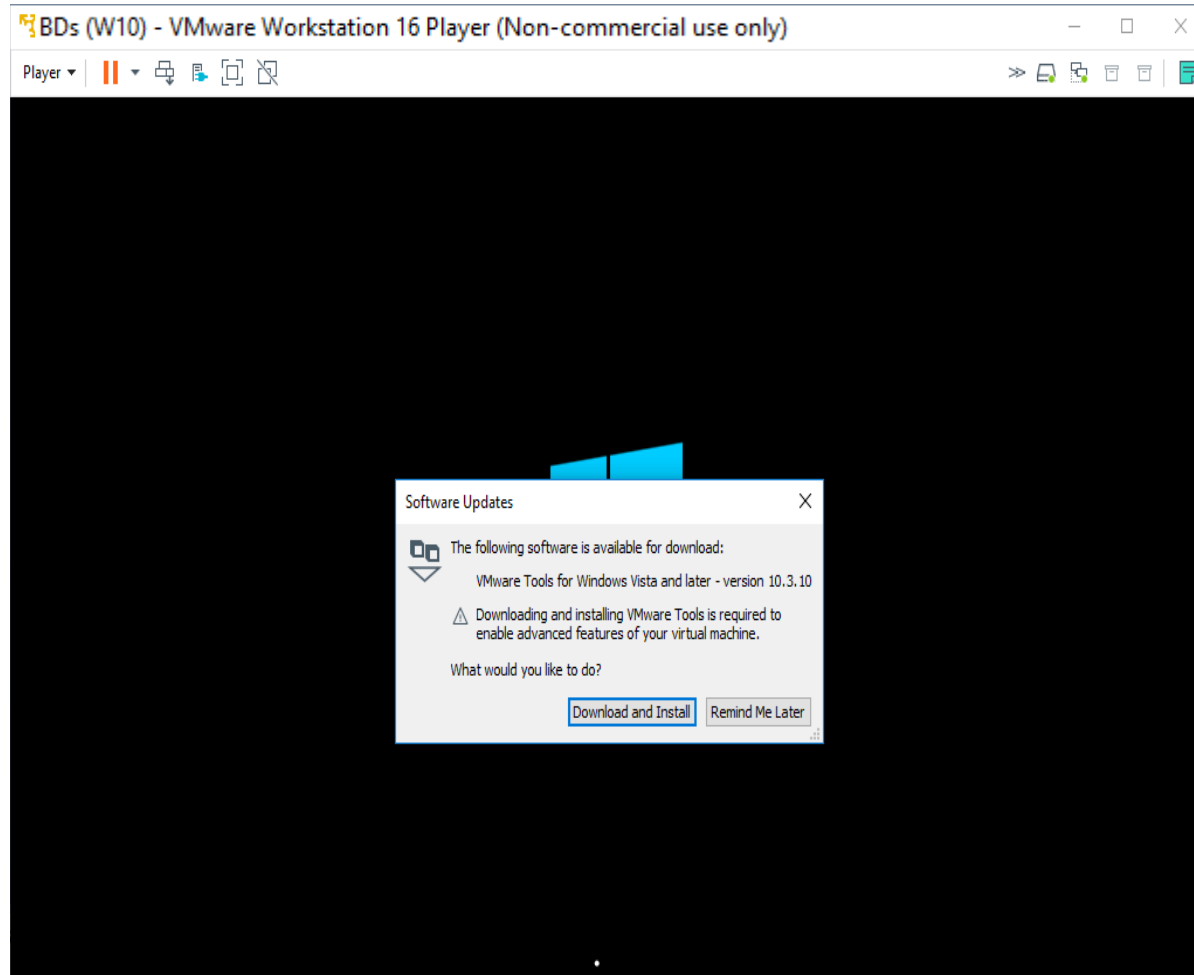 BDs (W10) - VMware Workstation 16 Player (Non-commercial use only)
Player
Software Updates
The following software is available for download:
VMware Tools for Windows Vista and later - version 10.3.10
Downloading and installing VMware Tools is required to
enable advanced features of your virtual machine.
What would you like to do?
Download and Install
Remind Me Later